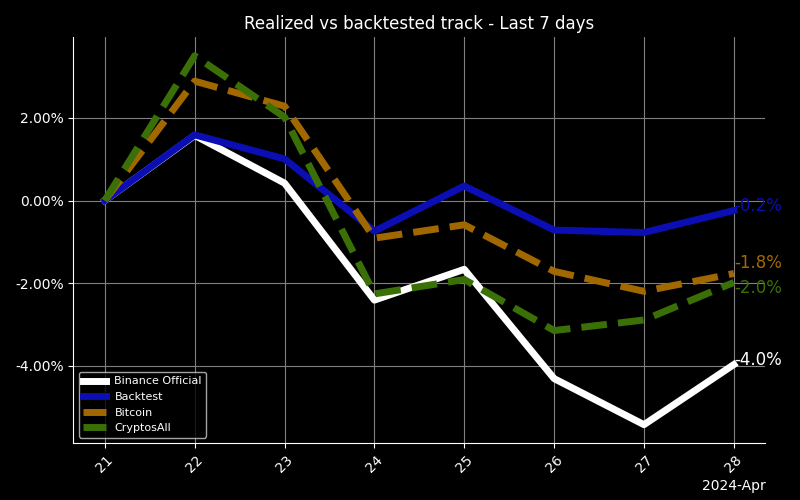 Realized vs backtested track - Last 7 days
2.00%
0.00%
-2.00%
-4.00%
-0.2%
-1.8%
-2.0%
-4.0%
Binance Official
Backtest
Bitcoin
CryptosAll
21 22 23 24 25 26 27 28
2024-Apr